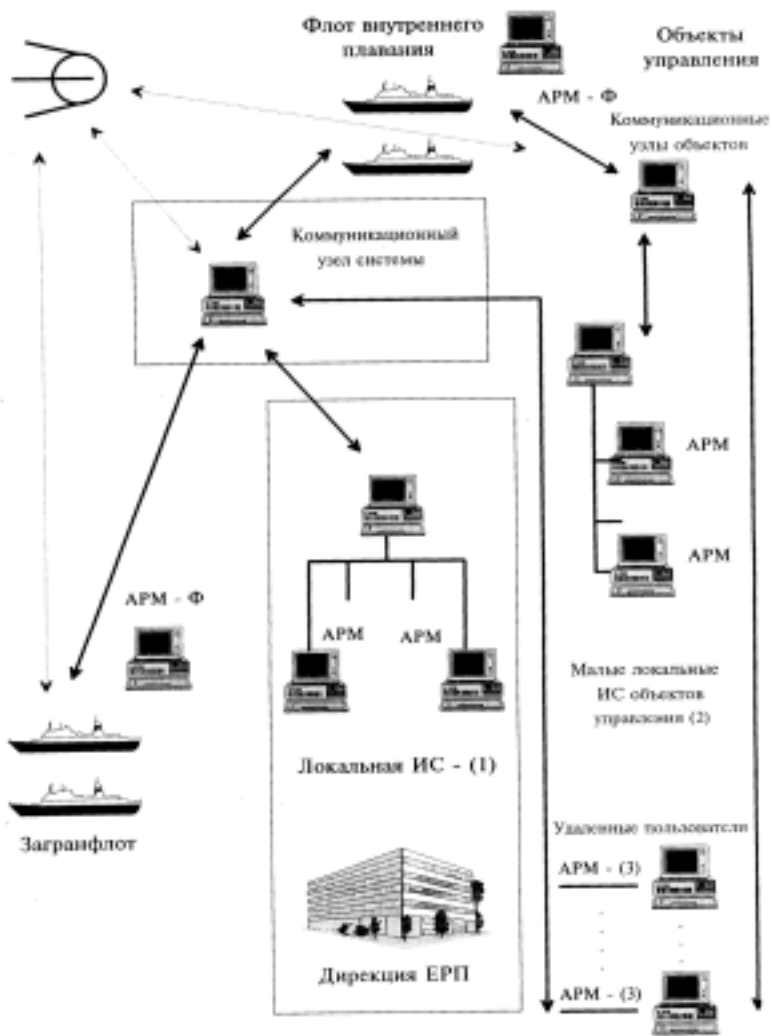 Флот внутреннего
плавания
Объекты
управления
АРМ - Ф
Коммуникационные
узлы объектов
Коммуникационный
узел системы
АРМ
АРМ
АРМ - Ф
АРМ
АРМ
Малые локальные
ИС объектов
управления (2)
Локальная ИС - (1)
Загранфлот
Удаленные пользователи
АРМ - (3)
Дирекция ЕРП
АРМ - (3)